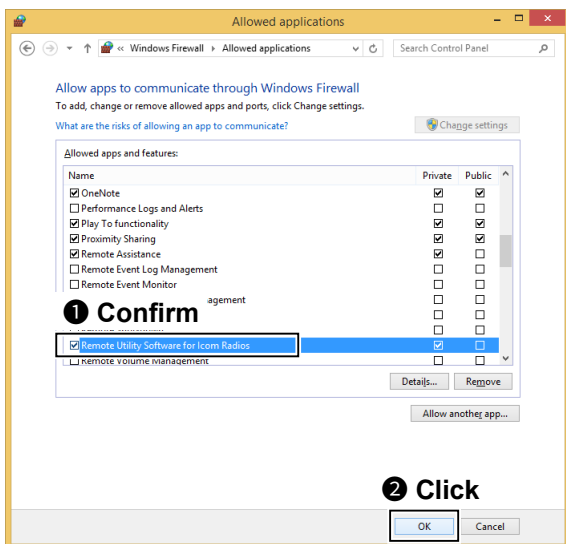 Allowed applications
« Windows Firewall ▸ Allowed applications
Search Control Panel
Allow apps to communicate through Windows Firewall
To add, change or remove allowed apps and ports, click Change settings.
What are the risks of allowing an app to communicate?
Change settings
Allowed apps and features:
Name Private Public
OneNote
Performance Logs and Alerts
Play To functionality
Proximity Sharing
Remote Assistance
Remote Event Log Management
Remote Event Monitor
agement
❶ Confirm
Remote Utility Software for Icom Radios
Remote Volume Management
Details... Remove
Allow another app...
❷ Click
OK Cancel